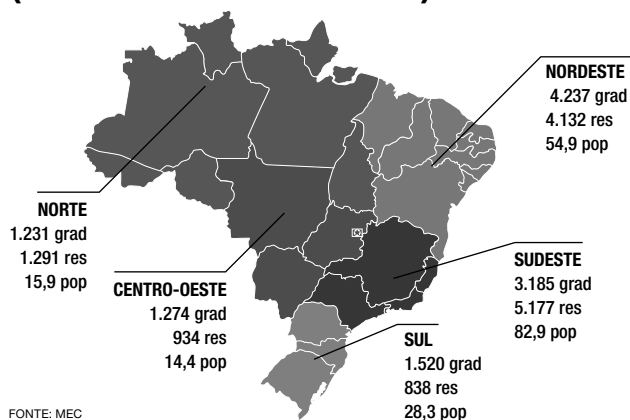 NORDESTE
4.237 grad
4.132 res
54,9 pop
NORTE
1.231 grad
1.291 res
15,9 pop
CENTRO-OESTE
1.274 grad
934 res
14,4 pop
SUDESTE
3.185 grad
5.177 res
82,9 pop
SUL
1.520 grad
838 res
28,3 pop
FONTE: MEC